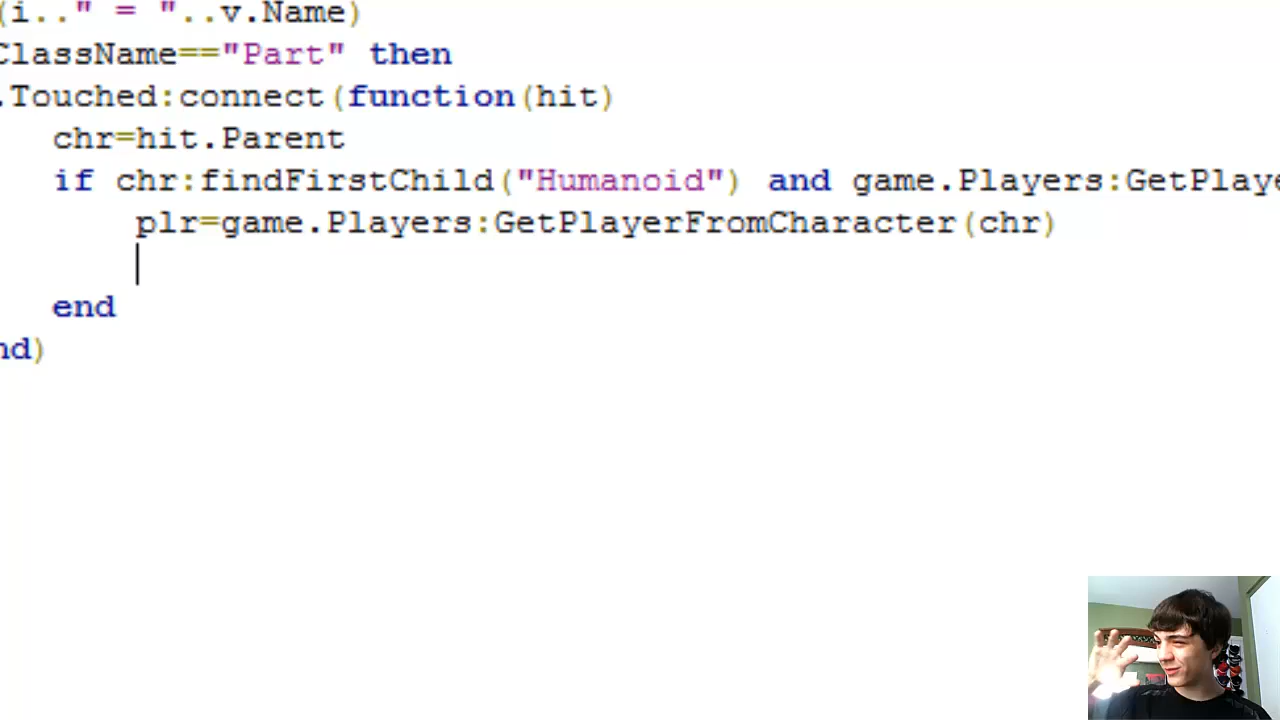 (i.." = "..v.Name)
ClassName=="Part" then
.Touched:connect(function(hit)
chr=hit.Parent
if chr:findFirstChild("Humanoid") and game.Players:GetPlaye
plr=game.Players:GetPlayerFromCharacter(chr)
end
nd)